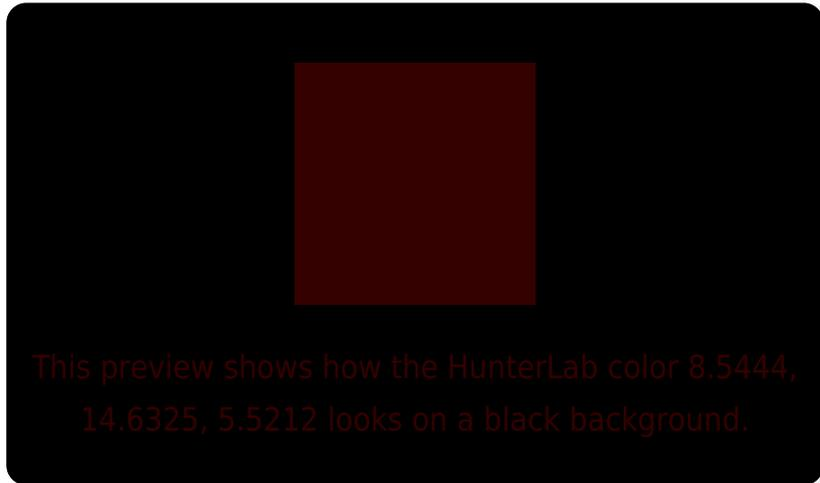 This preview shows how the HunterLab color 8.5444,
14.6325, 5.5212 looks on a black background.